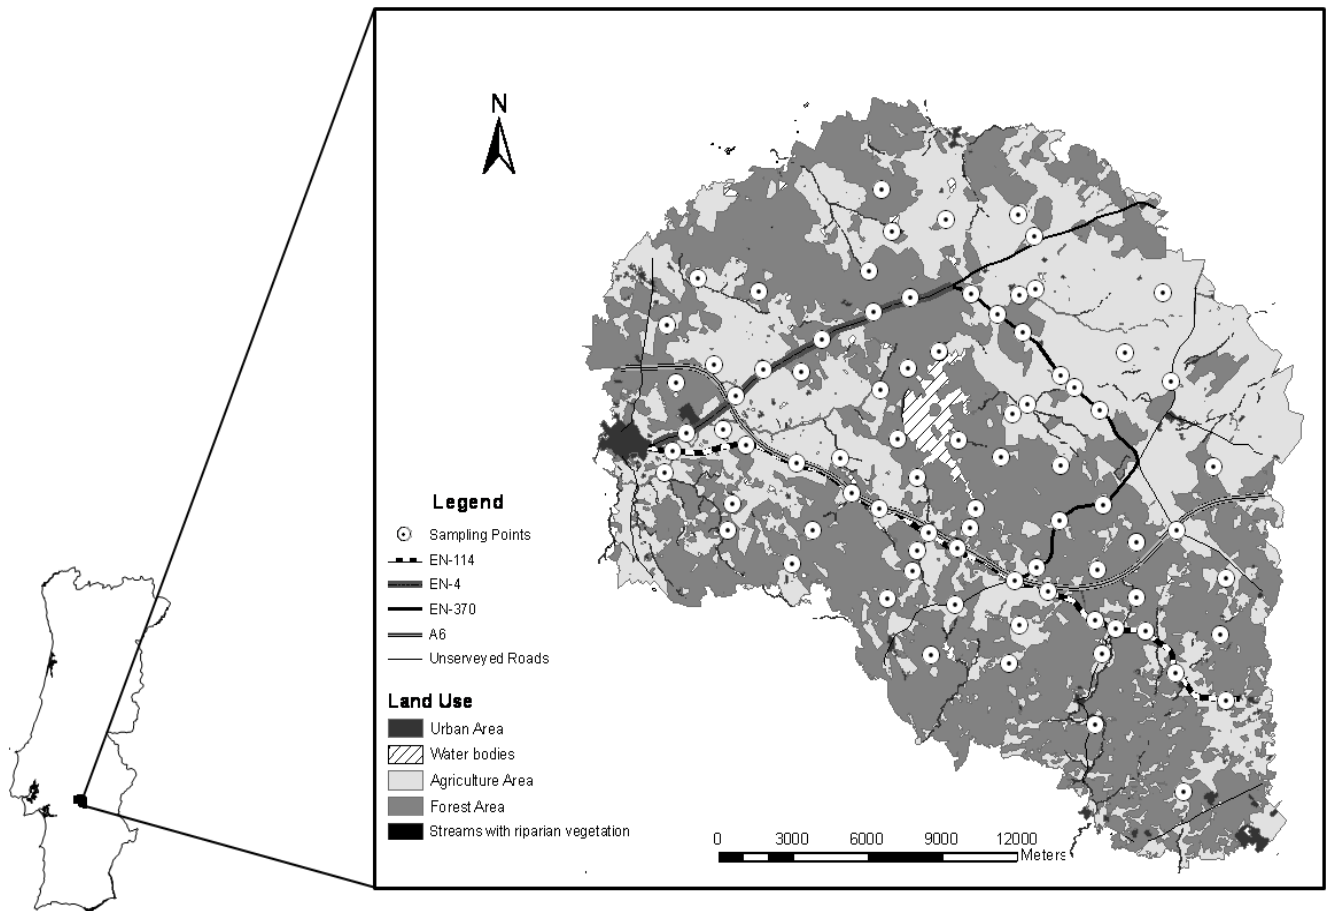 N
Legend
Sampling Points
EN-114
EN-4
EN-370
A6
Unserveyed Roads
Land Use
Urban Area
Water bodies
Agriculture Area
Forest Area
Streams with riparian vegetation
0 3000 6000 9000 12000
Meters